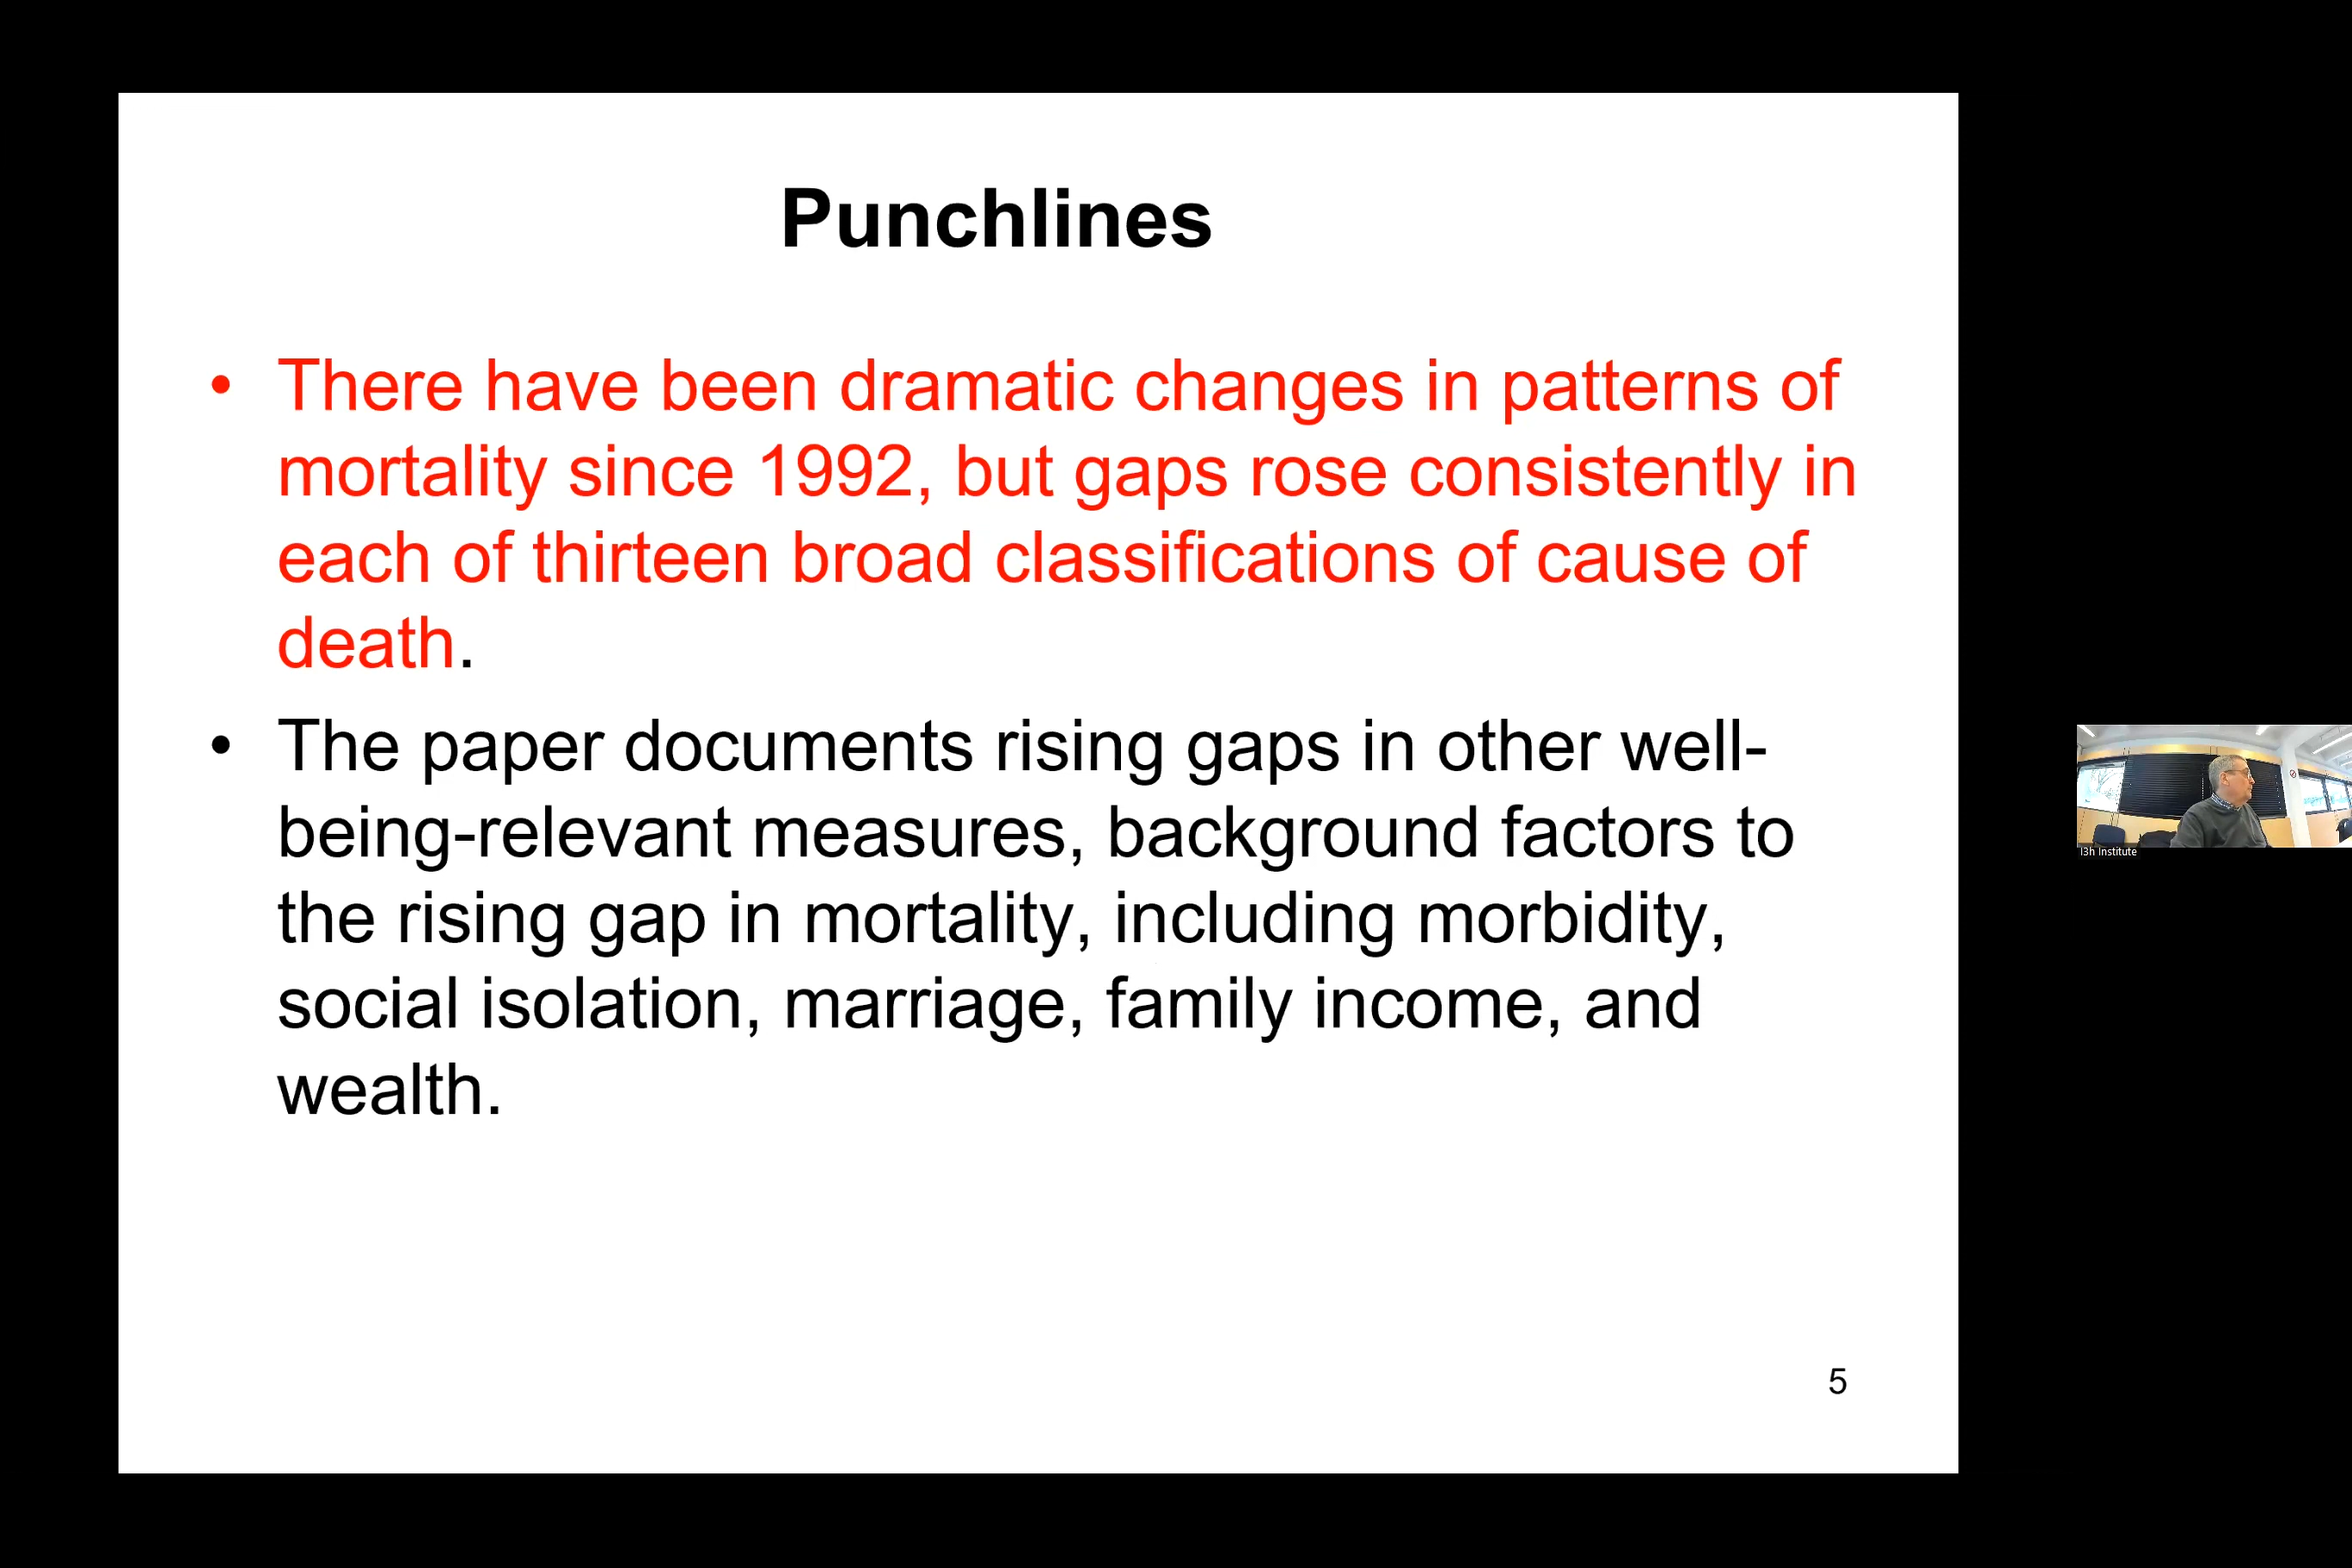 Punchlines
• There have been dramatic changes in patterns of
mortality since 1992, but gaps rose consistently in
each of thirteen broad classifications of cause of
death.
• The paper documents rising gaps in other well-
being-relevant measures, background factors to
the rising gap in mortality, including morbidity,
social isolation, marriage, family income, and
wealth.
I3h Institute
5